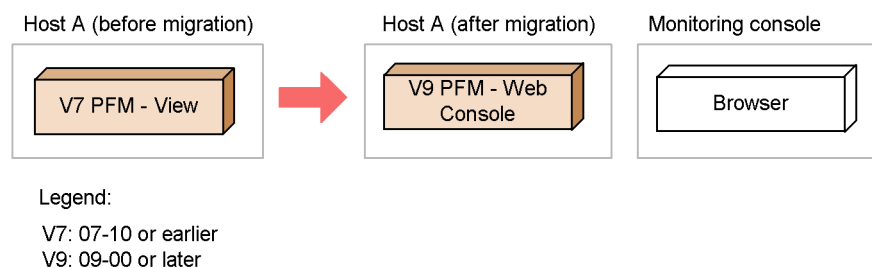 Host A (before migration)
Host A (after migration)
Monitoring console
V7 PFM - View
V9 PFM - Web
Console
Browser
Legend:
V7: 07-10 or earlier
V9: 09-00 or later